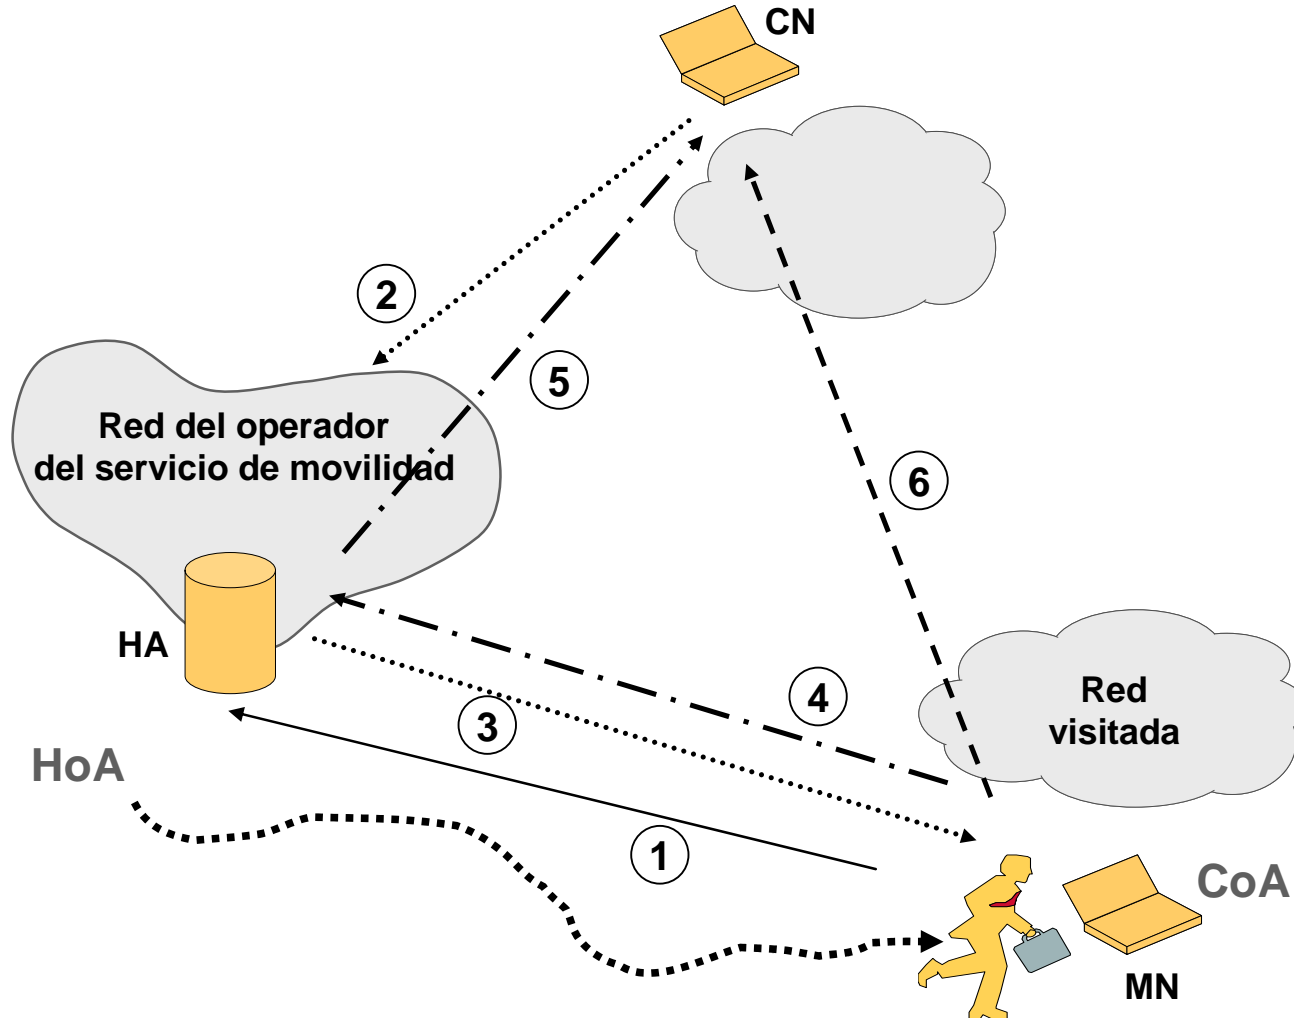 CN
2
5
Red del operador
del servicio de movilidad
6
HA
4
3
Red
visitada
HoA
1
CoA
MN